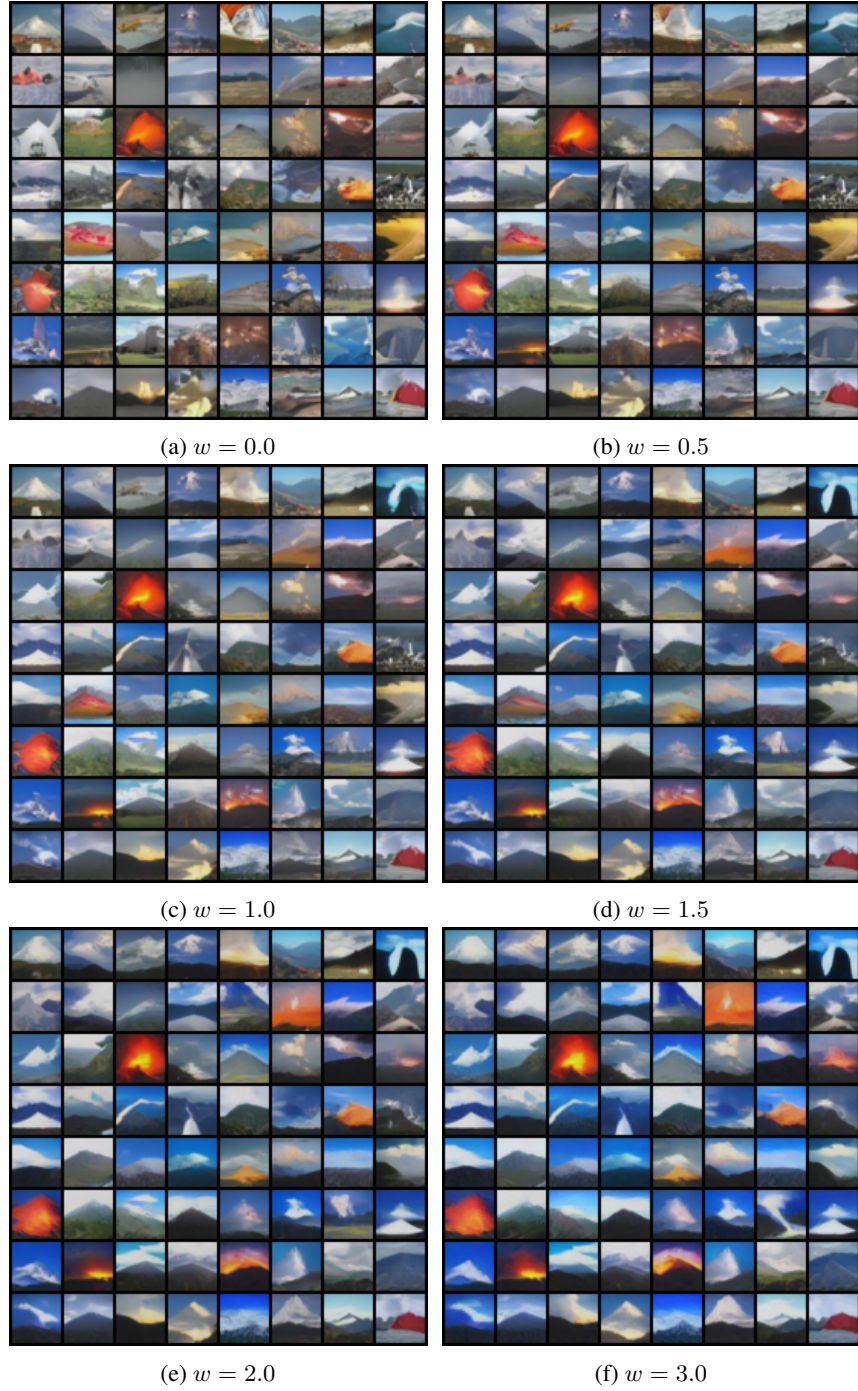 (a) w = 0.0
(b) w = 0.5
(c) w = 1.0
(d) w = 1.5
(e) w = 2.0
(f) w = 3.0